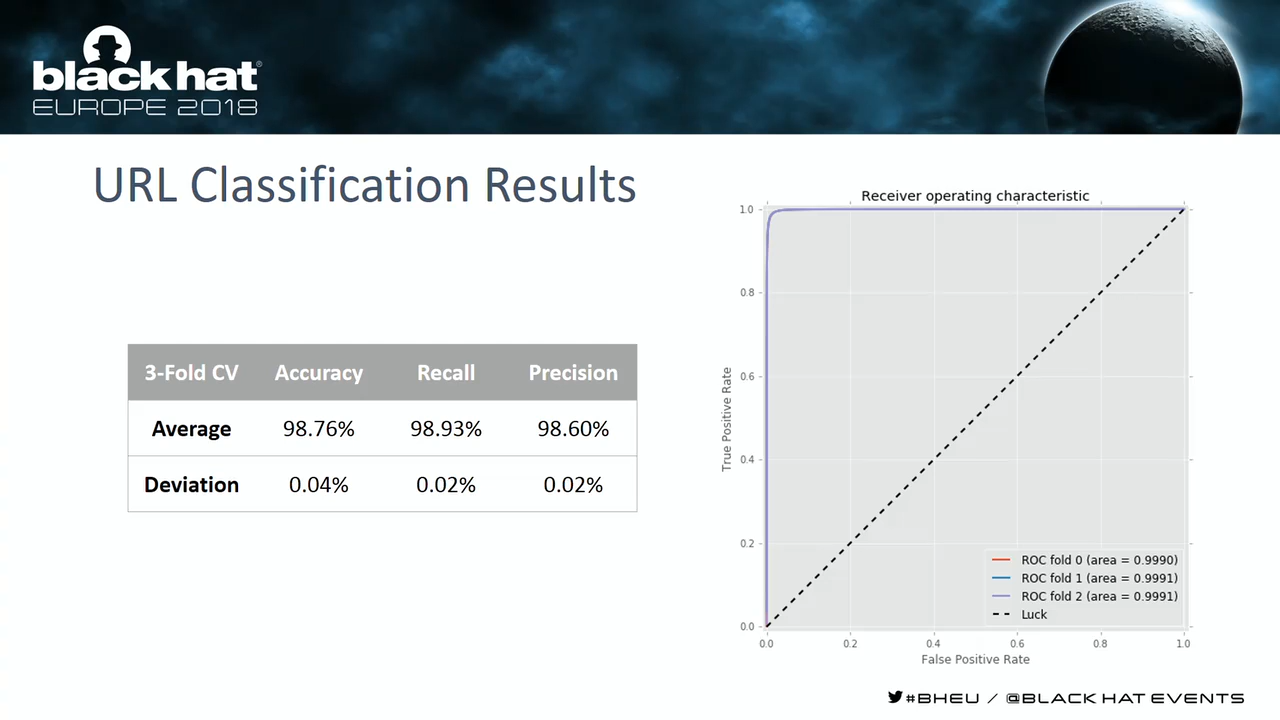 black hat®
EUROPE 2018
URL Classification Results
3-Fold CV Accuracy Recall Precision
Average 98.76% 98.93% 98.60%
Deviation 0.04% 0.02% 0.02%
Receiver operating characteristic
1.0
0.8
0.6
0.4
0.2
0.0
True Positive Rate
ROC fold 0 (area = 0.9990)
ROC fold 1 (area = 0.9991)
ROC fold 2 (area = 0.9991)
Luck
0.0 0.2 0.4 0.6 0.8 1.0
False Positive Rate
#BHEU / @BLACK HAT EVENTS